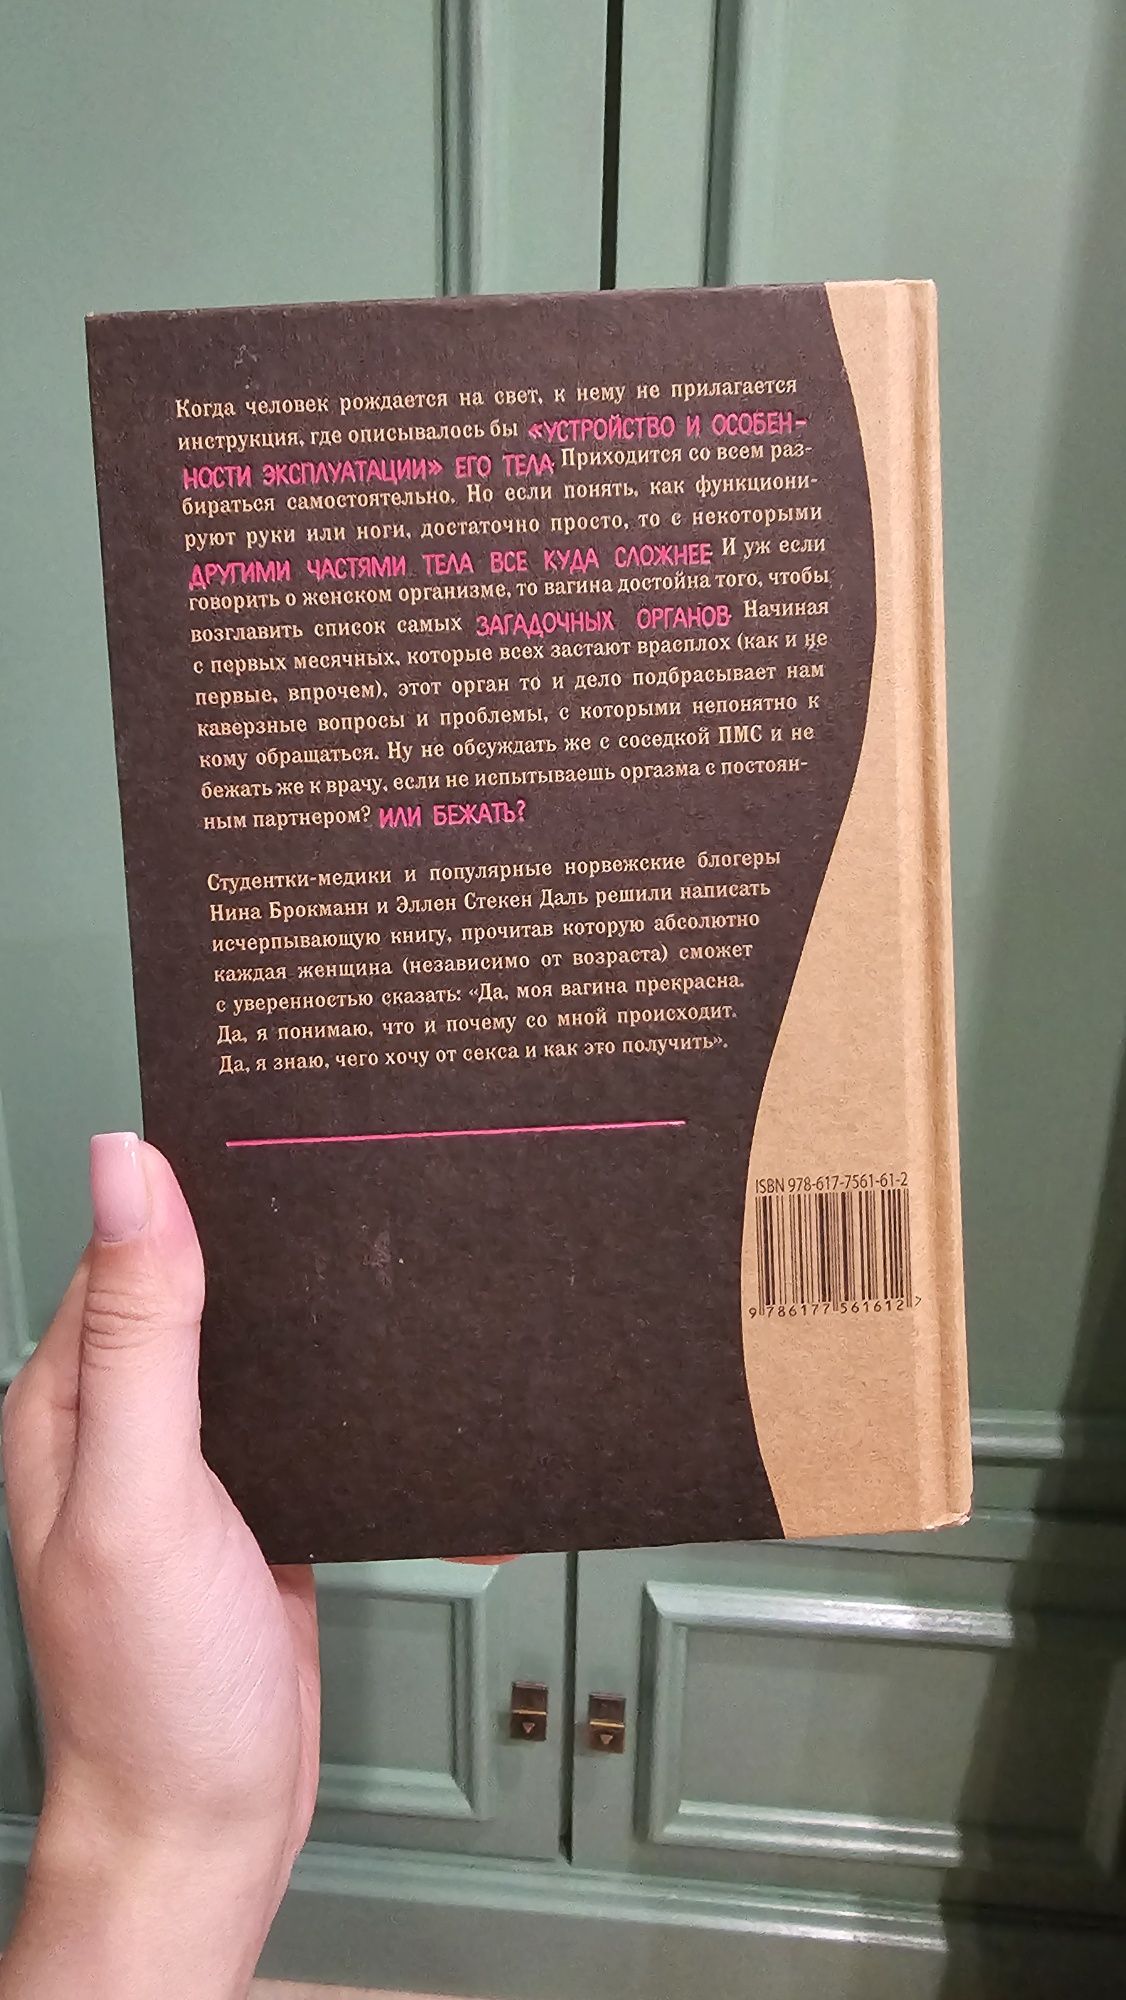 Когда человек рождается на свет, к нему не прилагается
инструкция, где описывалось бы «УСТРОЙСТВО И ОСОБЕН-
НОСТИ ЭКСПЛУАТАЦИИ» ЕГО ТЕЛА. Приходится со всем раз-
бираться самостоятельно. Но если понять, как функциони-
руют руки или ноги, достаточно просто, то с некоторыми
ДРУГИМИ ЧАСТЯМИ ТЕЛА ВСЕ КУДА СЛОЖНЕЕ. И уж если
говорить о женском организме, то вагина достойна того, чтобы
возглавить список самых ЗАГАДОЧНЫХ ОРГАНОВ. Начиная
с первых месячных, которые всех застают врасплох (как и не
первые, впрочем), этот орган то и дело подбрасывает нам
каверзные вопросы и проблемы, с которыми непонятно к
кому обращаться. Ну не обсуждать же с соседкой ПМС и не
бежать же к врачу, если не испытываешь оргазма с постоян-
ным партнером? ИЛИ БЕЖАТЬ?
Студентки-медики и популярные норвежские блогеры
Нина Брокманн и Эллен Стекен Даль решили написать
исчерпывающую книгу, прочитав которую абсолютно
каждая женщина (независимо от возраста) сможет
с уверенностью сказать: «Да, моя вагина прекрасна.
Да, я понимаю, что и почему со мной происходит.
Да, я знаю, чего хочу от секса и как это получить».
ISBN 978-617-7561-61-2
9 786177 561612 >